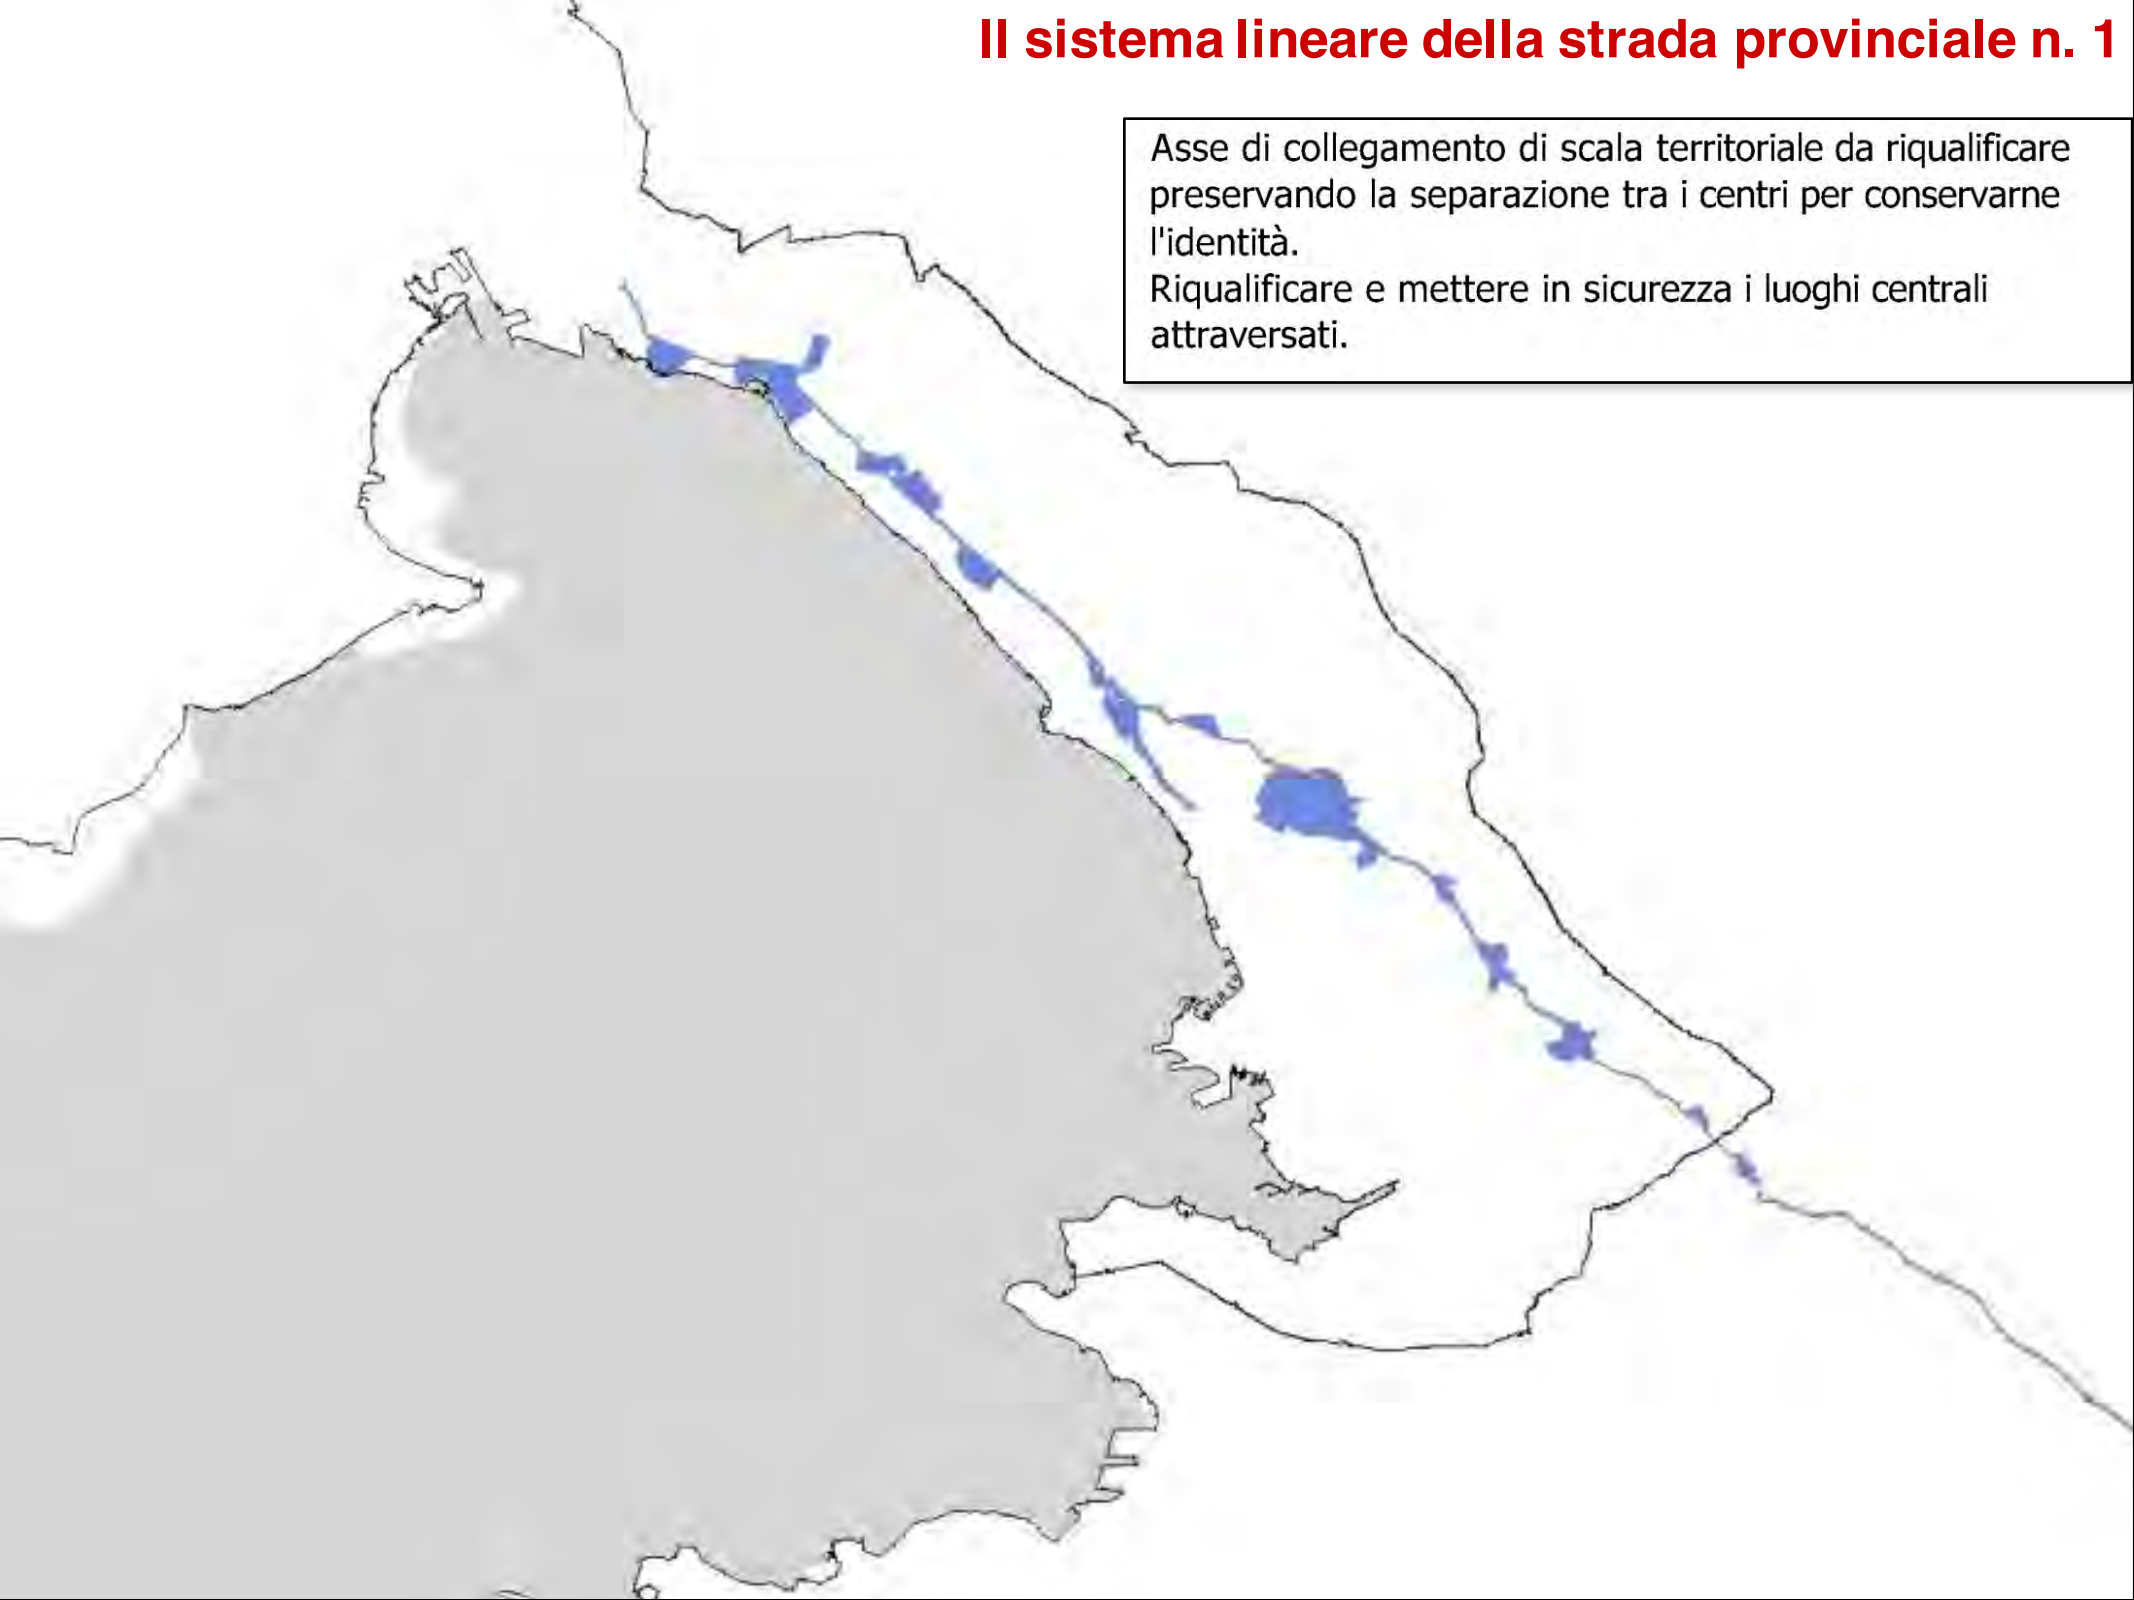 Il sistema lineare della strada provinciale n. 1
Asse di collegamento di scala territoriale da riqualificare
preservando la separazione tra i centri per conservarne
l'identità.
Riqualificare e mettere in sicurezza i luoghi centrali
attraversati.